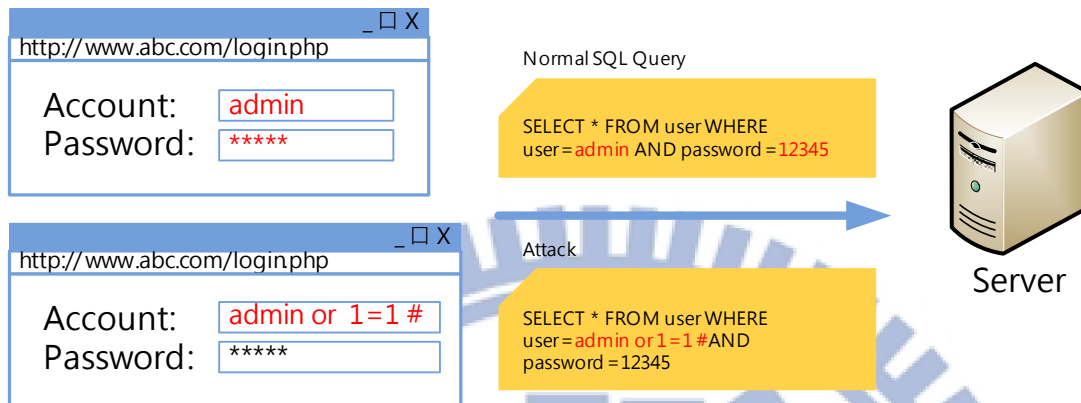 _ 口 X
http://www.abc.com/login.php
Account: admin
Password: *****
Normal SQL Query
SELECT * FROM user WHERE
user=admin AND password=12345
_ 口 X
http://www.abc.com/login.php
Account: admin or 1=1 #
Password: *****
Attack
SELECT * FROM user WHERE
user=admin or 1=1 #AND
password=12345
Server